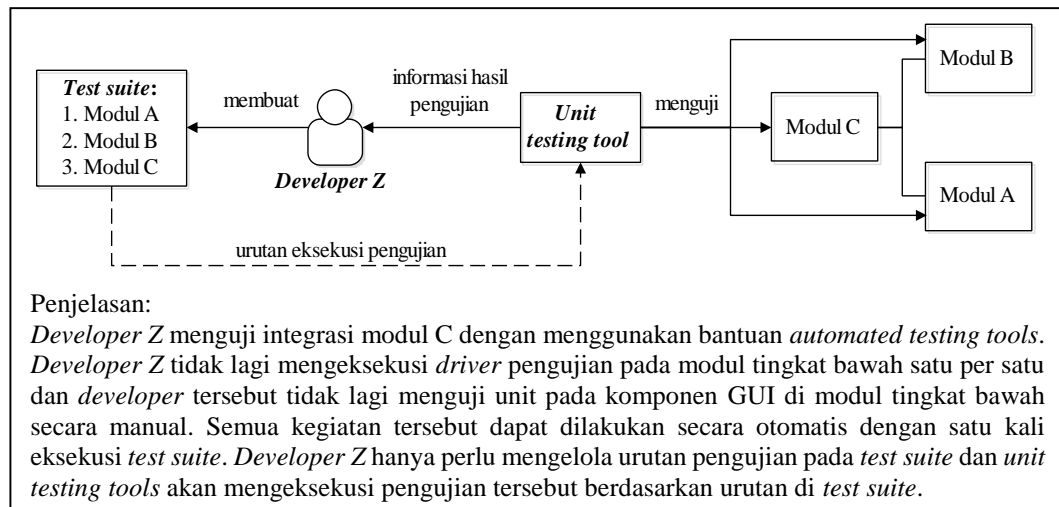 Test suite:
1. Modul A
2. Modul B
3. Modul C
membuat
Developer Z
informasi hasil
pengujian
Unit
testing tool
menguji
Modul B
Modul C
Modul A
urutan eksekusi pengujian
Penjelasan:
Developer Z menguji integrasi modul C dengan menggunakan bantuan automated testing tools.
Developer Z tidak lagi mengeksekusi driver pengujian pada modul tingkat bawah satu per satu
dan developer tersebut tidak lagi menguji unit pada komponen GUI di modul tingkat bawah
secara manual. Semua kegiatan tersebut dapat dilakukan secara otomatis dengan satu kali
eksekusi test suite. Developer Z hanya perlu mengelola urutan pengujian pada test suite dan unit
testing tools akan mengeksekusi pengujian tersebut berdasarkan urutan di test suite.